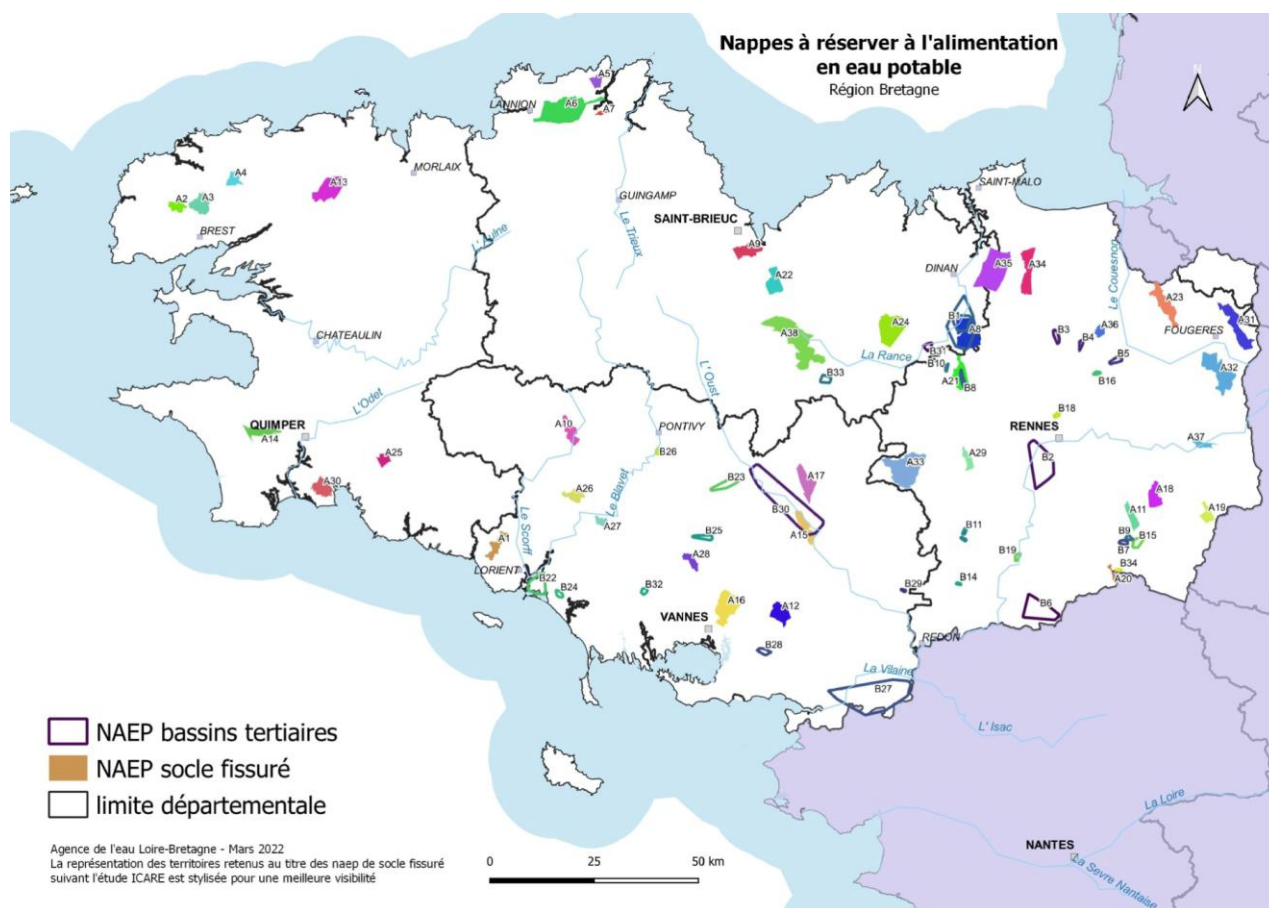 Nappes à réserver à l'alimentation
en eau potable
Région Bretagne
N
A5
A6
LANNION
A7
MORLAIX
A4
A13
A2
A3
BREST
GUINGAMP
Le Trieux
SAINT-BRIEUC
SAINT-MALO
L'Aulne
A9
A22
DINAN
A35
A34
Le Couesnon
A23
A31
FOUGERES
CHATEAULIN
A38
A24
B1
A8
B3
A36
B4
B5
La Rance
B31
B10
A21
B8
B16
A32
B33
L'Oust
L'Odet
QUIMPER
A14
A10
PONTIVY
B26
B18
RENNES
A37
A25
A30
B23
A17
A33
A29
B2
A26
Le Blavet
B30
A18
A27
A15
A11
A19
Le Scorff
A1
B25
B11
B9
B15
B7
LORIENT
A28
B19
B34
A20
B22
B24
B32
B29
B14
A16
A12
B6
VANNES
B28
REDON
La Vilaine
B27
L'Isac
NAEP bassins tertiaires
NAEP socle fissuré
limite départementale
La Loire
NANTES
La Sevre Nantaise
Agence de l'eau Loire-Bretagne - Mars 2022
La représentation des territoires retenus au titre des naep de socle fissuré
suivant l'étude ICARE est stylisée pour une meilleure visibilité
0 25 50 km